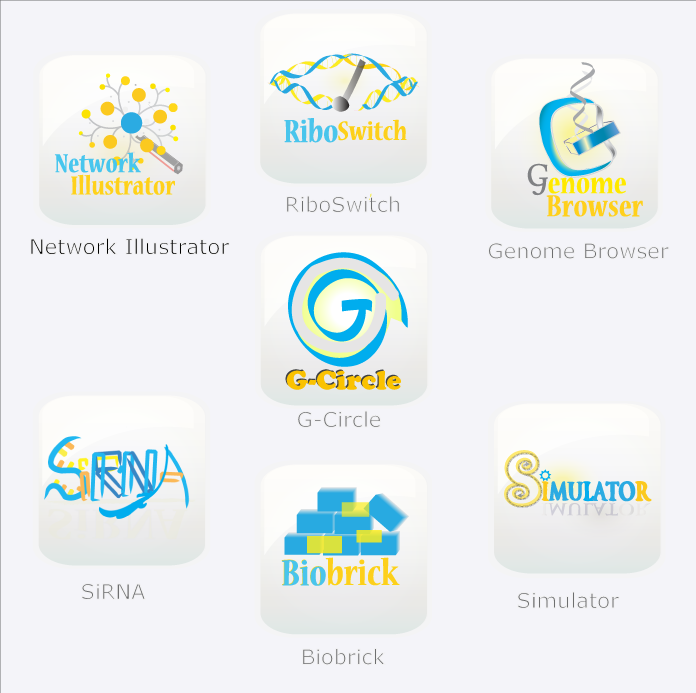 Network
Illustrator
Network Illustrator
RiboSwitch
RiboSwitch
Genome
Browser
Genome Browser
G-Circle
G-Circle
SiRNA
SiRNA
Biobrick
Biobrick
SIMULATOR
Simulator